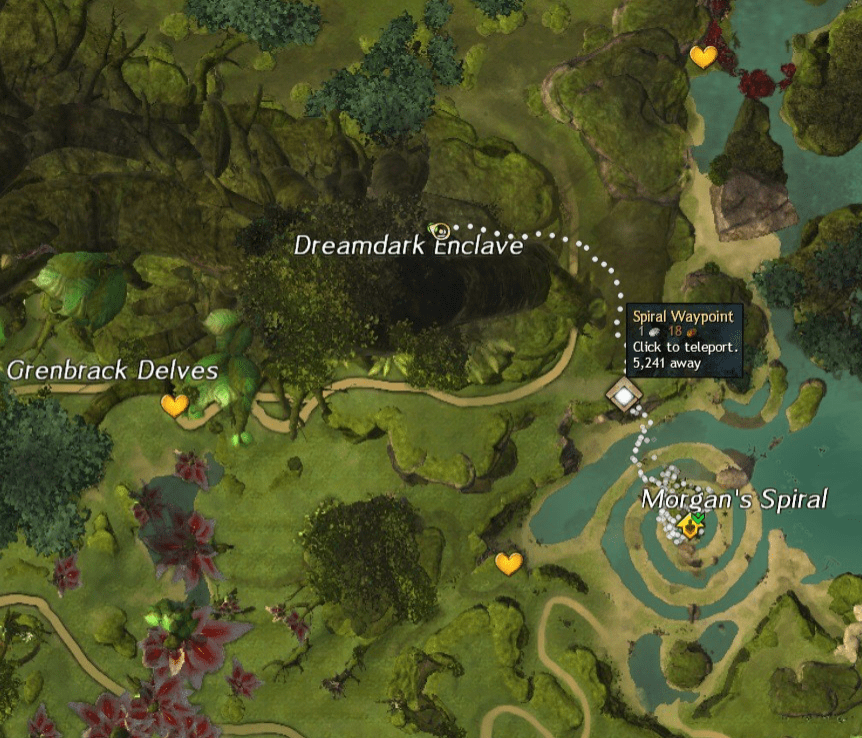 Dreamdark Enclave
Spiral Waypoint
1 18
Click to teleport.
5,241 away
Grenbrack Delves
Morgan's Spiral